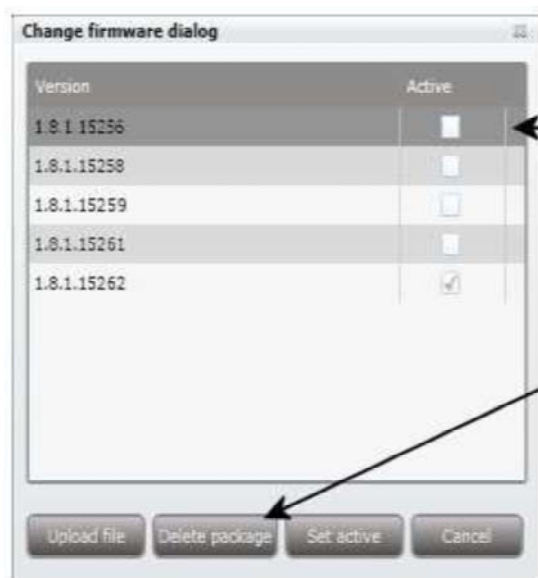 Change firmware dialog
Version Active
1.8.1.15256
1.8.1.15258
1.8.1.15259
1.8.1.15261
1.8.1.15262
Upload file Delete package Set active Cancel